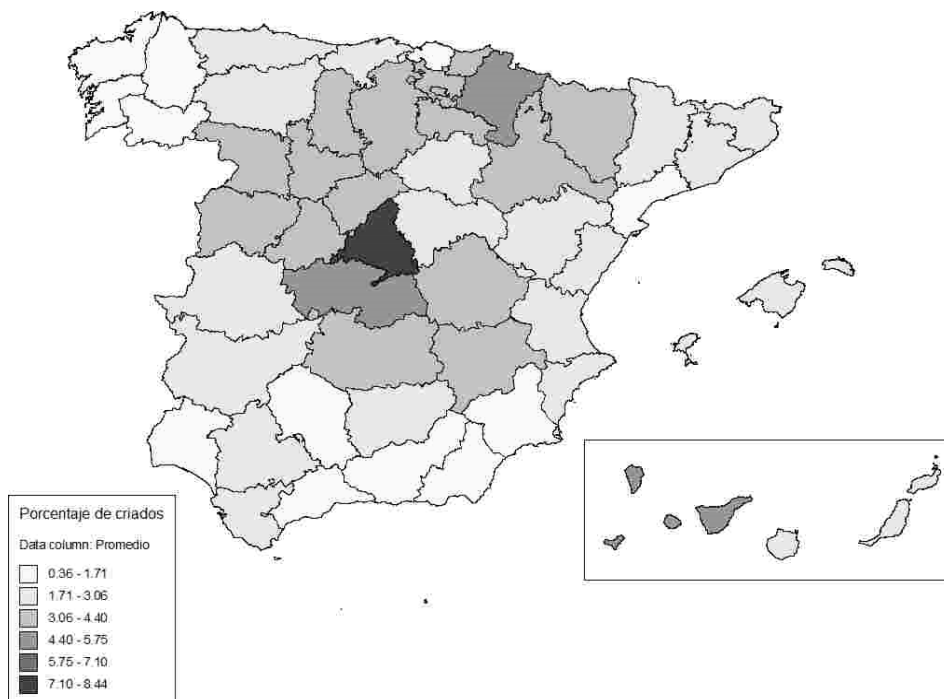 Porcentaje de criados
Data column: Promedio
0.36 - 1.71
1.71 - 3.06
3.06 - 4.40
4.40 - 5.75
5.75 - 7.10
7.10 - 8.44